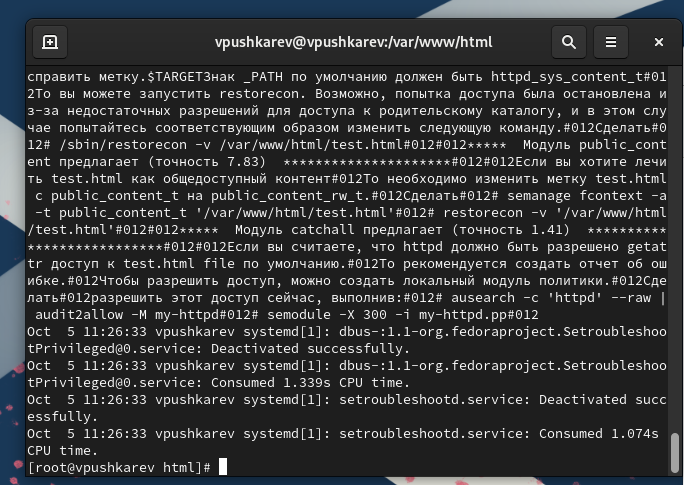 vpushkarev@vpushkarev:/var/www/html
справить метку.$TARGETЗнак _PATH по умолчанию должен быть httpd_sys_content_t#01
2То вы можете запустить restorecon. Возможно, попытка доступа была остановлена и
з-за недостаточных разрешений для доступа к родительскому каталогу, и в этом слу
чае попытайтесь соответствующим образом изменить следующую команду.#012Сделать#0
12# /sbin/restorecon -v /var/www/html/test.html#012#012*****  Модуль public_cont
ent предлагает (точность 7.83)  *********************#012#012Если вы хотите лечи
ть test.html как общедоступный контент#012То необходимо изменить метку test.html
 с public_content_t на public_content_rw_t.#012Сделать#012# semanage fcontext -a
 -t public_content_t '/var/www/html/test.html'#012# restorecon -v '/var/www/html
/test.html'#012#012*****  Модуль catchall предлагает (точность 1.41)  **********
*****************#012#012Если вы считаете, что httpd должно быть разрешено getat
tr доступ к test.html file по умолчанию.#012То рекомендуется создать отчет об ош
ибке.#012Чтобы разрешить доступ, можно создать локальный модуль политики.#012Сде
лать#012разрешить этот доступ сейчас, выполнив:#012# ausearch -c 'httpd' --raw |
 audit2allow -M my-httpd#012# semodule -X 300 -i my-httpd.pp#012
Oct  5 11:26:33 vpushkarev systemd[1]: dbus-:1.1-org.fedoraproject.Setroubleshoo
tPrivileged@0.service: Deactivated successfully.
Oct  5 11:26:33 vpushkarev systemd[1]: dbus-:1.1-org.fedoraproject.Setroubleshoo
tPrivileged@0.service: Consumed 1.339s CPU time.
Oct  5 11:26:33 vpushkarev systemd[1]: setroubleshootd.service: Deactivated succ
essfully.
Oct  5 11:26:33 vpushkarev systemd[1]: setroubleshootd.service: Consumed 1.074s
CPU time.
[root@vpushkarev html]#